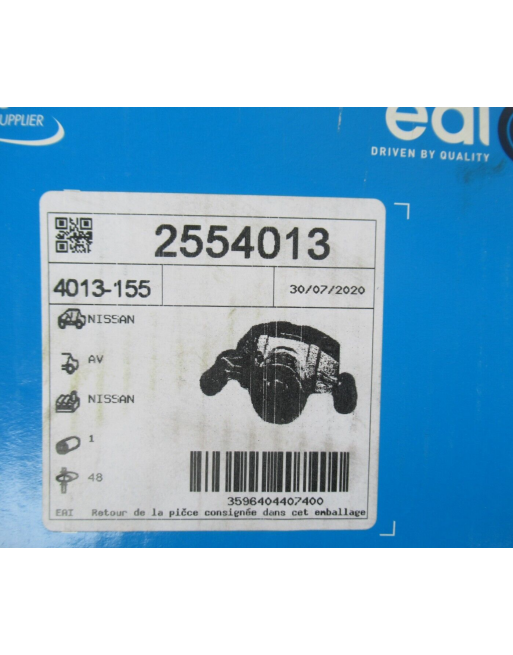 SUPPLIER
eai
DRIVEN BY QUALITY
2554013
4013-155
30/07/2020
NISSAN
AV
NISSAN
1
48
3596404407400
EAI Retour de la pièce consignée dans cet emballage